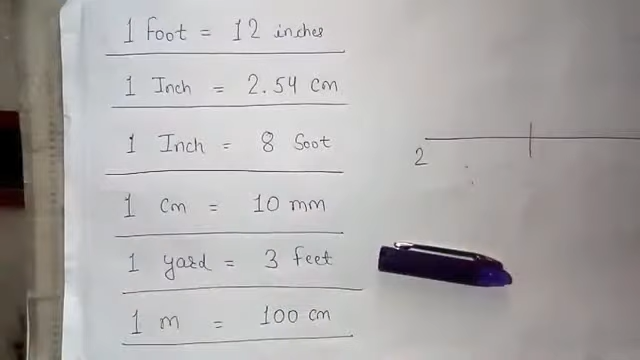 1 Foot = 12 inches
1 Inch = 2.54 cm
1 Inch = 8 Soot
1 cm = 10 mm
1 yard = 3 feet
1 m = 100 cm
2